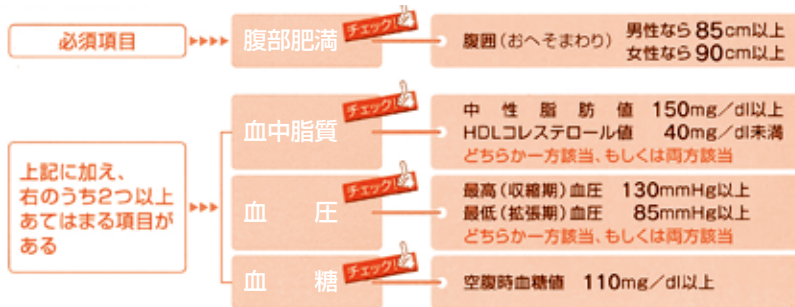 必須項目
腹部肥満
チェック!
腹囲(おへそまわり)
男性なら85cm以上
女性なら90cm以上
上記に加え、
右のうち2つ以上
あてはまる項目が
ある
血中脂質
チェック!
中性脂肪値 150mg/dl以上
HDLコレステロール値 40mg/dl未満
どちらか一方該当、もしくは両方該当
血圧
チェック!
最高(収縮期)血圧 130mmHg以上
最低(拡張期)血圧 85mmHg以上
どちらか一方該当、もしくは両方該当
血糖
チェック!
空腹時血糖値 110mg/dl以上